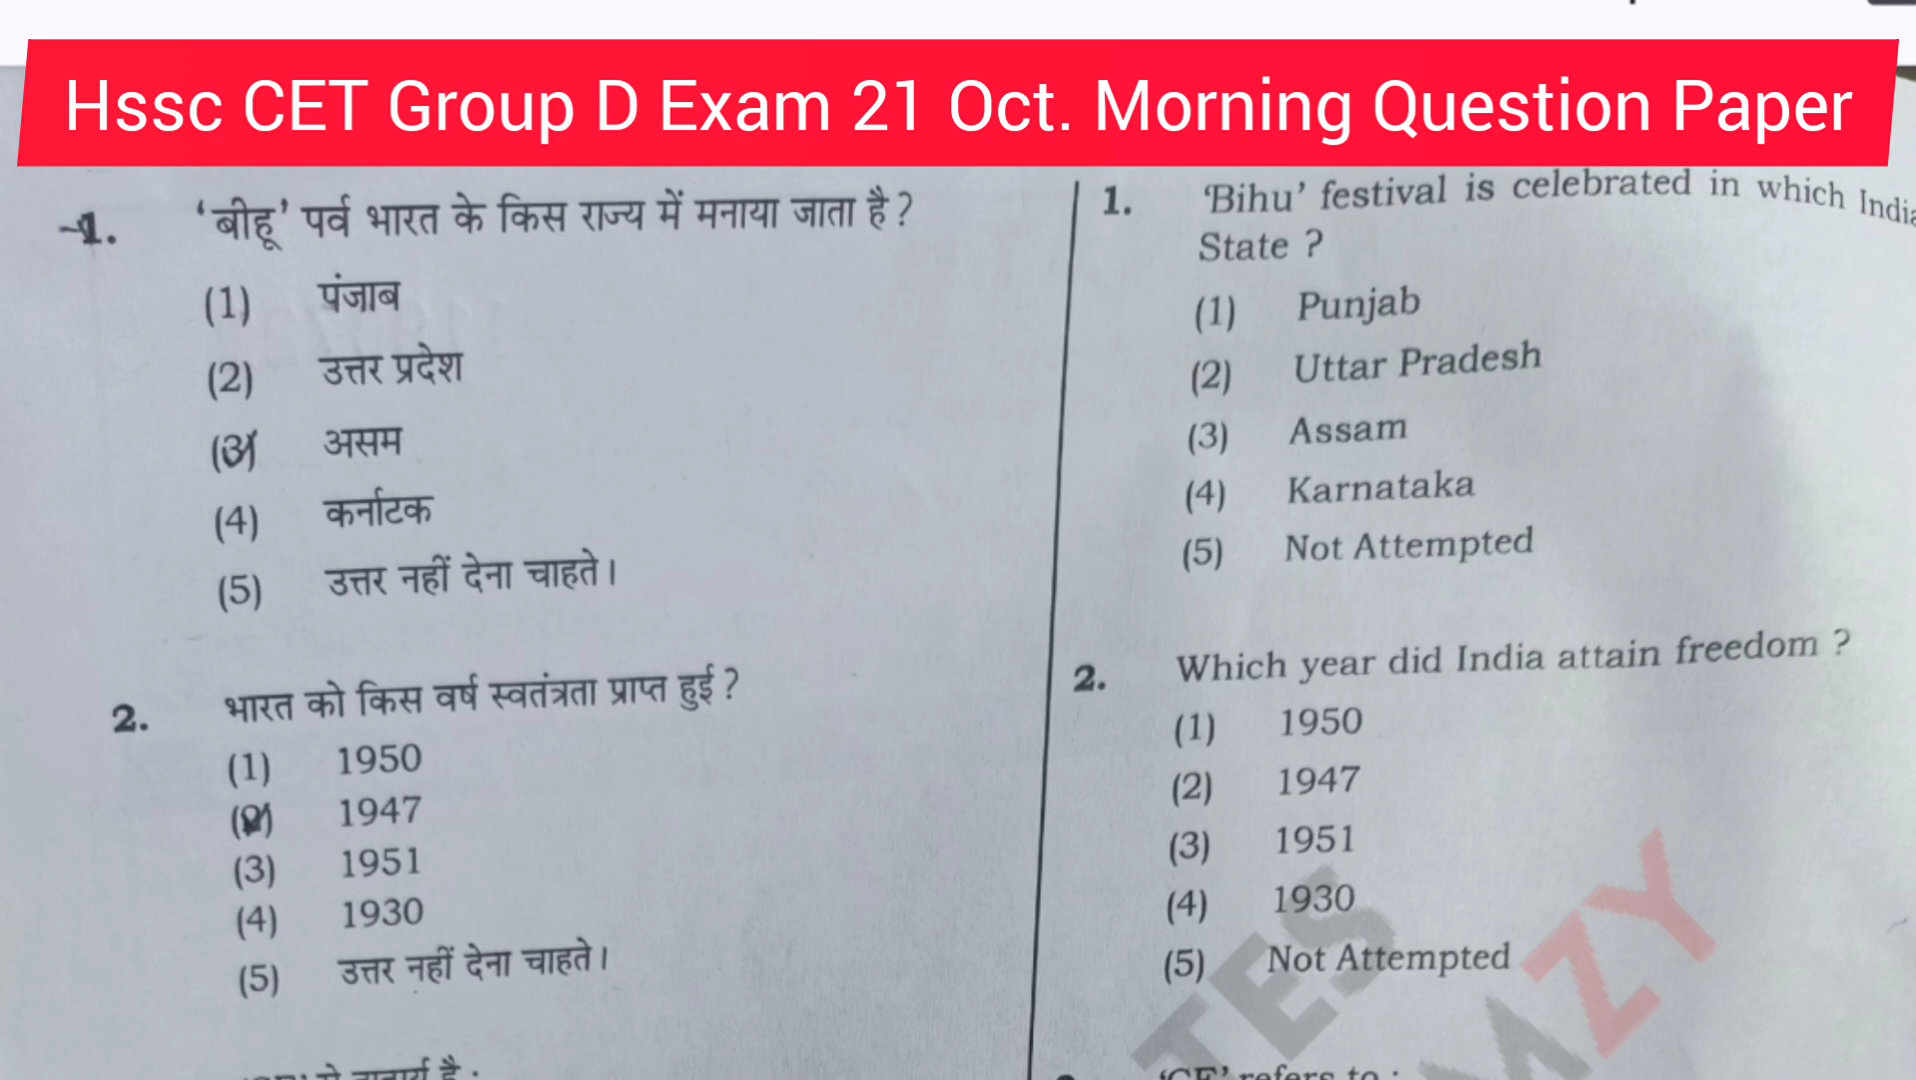 Hssc CET Group D Exam 21 Oct. Morning Question Paper
1. 'बीहू' पर्व भारत के किस राज्य में मनाया जाता है ?
(1) पंजाब
(2) उत्तर प्रदेश
(3) असम
(4) कर्नाटक
(5) उत्तर नहीं देना चाहते।
2. भारत को किस वर्ष स्वतंत्रता प्राप्त हुई ?
(1) 1950
(2) 1947
(3) 1951
(4) 1930
(5) उत्तर नहीं देना चाहते।
1. 'Bihu' festival is celebrated in which
State ?
(1) Punjab
(2) Uttar Pradesh
(3) Assam
(4) Karnataka
(5) Not Attempted
2. Which year did India attain freedom ?
(1) 1950
(2) 1947
(3) 1951
(4) 1930
(5) Not Attempted
refers to :